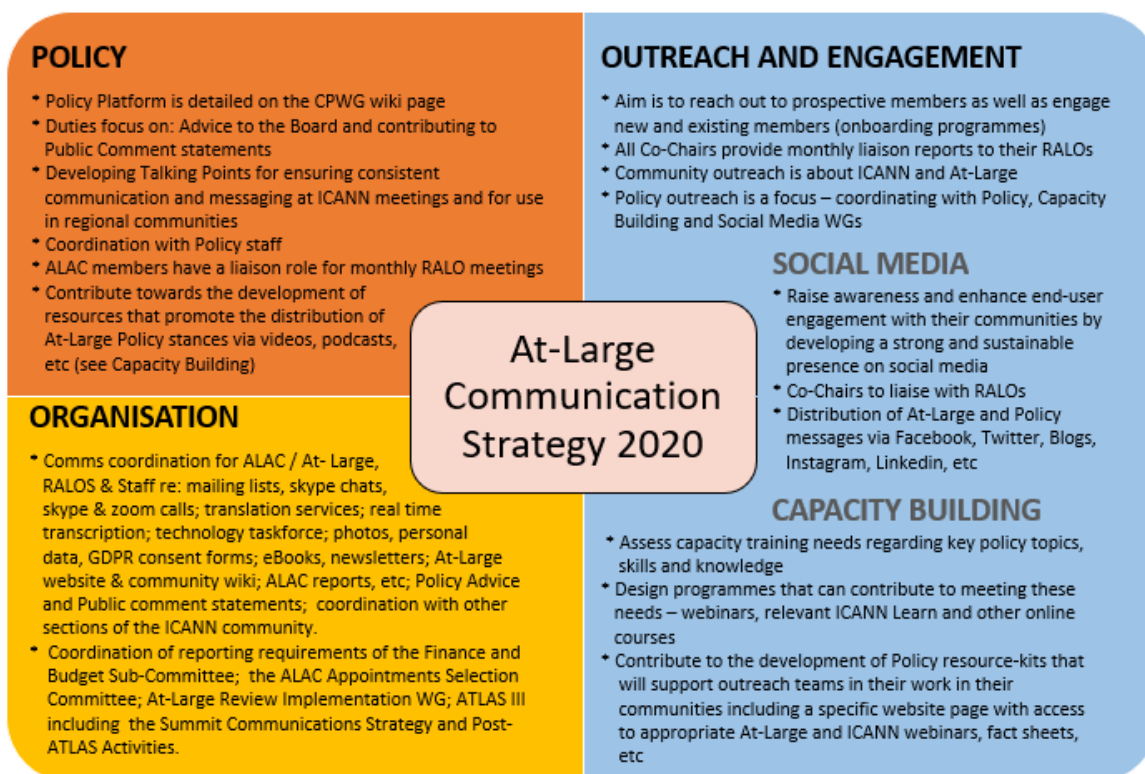 POLICY
* Policy Platform is detailed on the CPWG wiki page
* Duties focus on: Advice to the Board and contributing to
Public Comment statements
* Developing Talking Points for ensuring consistent
communication and messaging at ICANN meetings and for use
in regional communities
* Coordination with Policy staff
* ALAC members have a liaison role for monthly RALO meetings
* Contribute towards the development of
resources that promote the distribution of
At-Large Policy stances via videos, podcasts,
etc (see Capacity Building)
OUTREACH AND ENGAGEMENT
* Aim is to reach out to prospective members as well as engage
new and existing members (onboarding programmes)
* All Co-Chairs provide monthly liaison reports to their RALOs
* Community outreach is about ICANN and At-Large
* Policy outreach is a focus – coordinating with Policy, Capacity
Building and Social Media WGs
SOCIAL MEDIA
* Raise awareness and enhance end-user
engagement with their communities by
developing a strong and sustainable
presence on social media
* Co-Chairs to liaise with RALOs
* Distribution of At-Large and Policy
messages via Facebook, Twitter, Blogs,
Instagram, Linkedin, etc
At-Large
Communication
Strategy 2020
ORGANISATION
* Comms coordination for ALAC / At- Large,
RALOS & Staff re: mailing lists, skype chats,
skype & zoom calls; translation services; real time
transcription; technology taskforce; photos, personal
data, GDPR consent forms; eBooks, newsletters; At-Large
website & community wiki; ALAC reports, etc; Policy Advice
and Public comment statements; coordination with other
sections of the ICANN community.
* Coordination of reporting requirements of the Finance and
Budget Sub-Committee; the ALAC Appointments Selection
Committee; At-Large Review Implementation WG; ATLAS III
including the Summit Communications Strategy and Post-
ATLAS Activities.
CAPACITY BUILDING
* Assess capacity training needs regarding key policy topics,
skills and knowledge
* Design programmes that can contribute to meeting these
needs – webinars, relevant ICANN Learn and other online
courses
* Contribute to the development of Policy resource-kits that
will support outreach teams in their work in their
communities including a specific website page with access
to appropriate At-Large and ICANN webinars, fact sheets,
etc